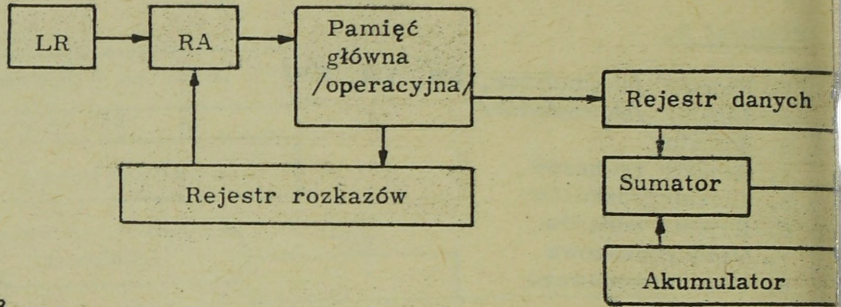 LR
RA
Pamięć
główna
/operacyjna/
Rejestr danych
Rejestr rozkazów
Sumator
Akumulator